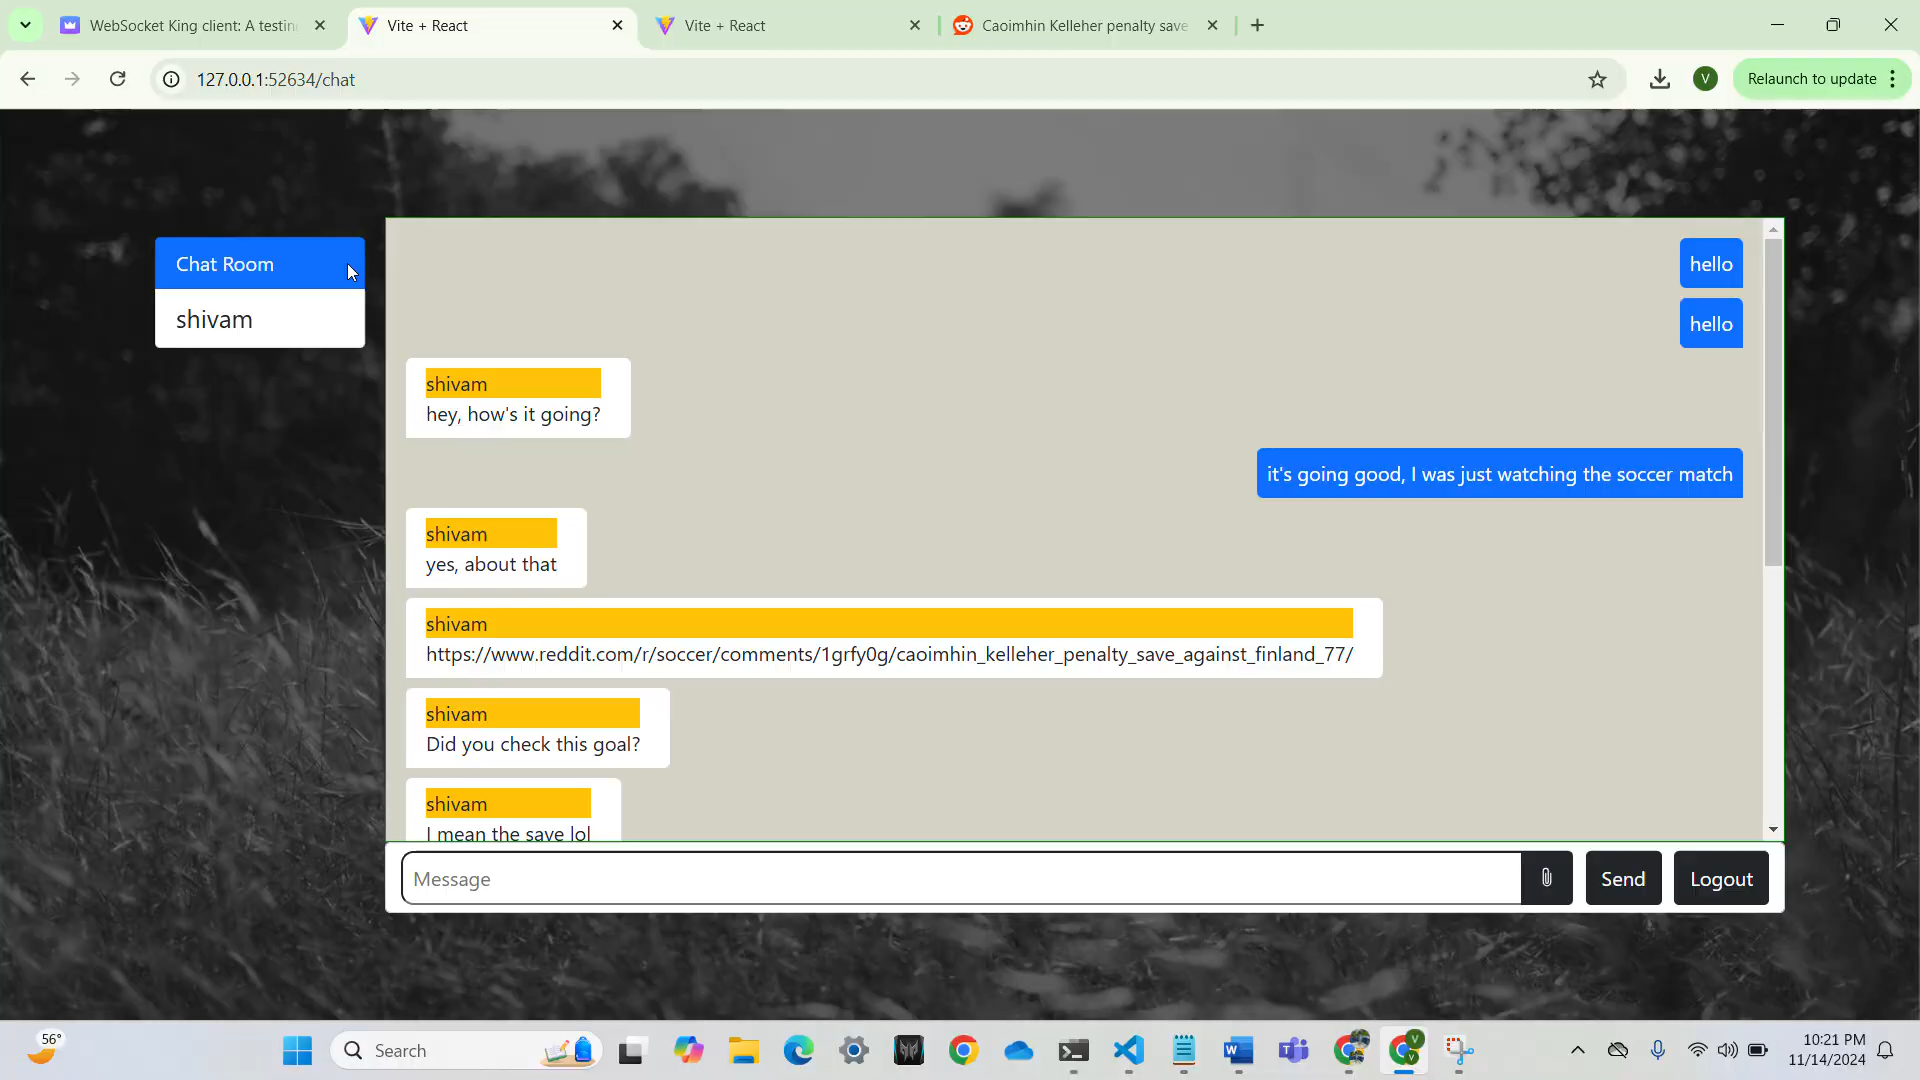 WebSocket King client: A testin
Vite + React
Vite + React
Caoimhin Kelleher penalty save
127.0.0.1:52634/chat
V
Relaunch to update
Chat Room
shivam
hello
hello
shivam
hey, how's it going?
it's going good, I was just watching the soccer match
shivam
yes, about that
shivam
https://www.reddit.com/r/soccer/comments/1grfy0g/caoimhin_kelleher_penalty_save_against_finland_77/
shivam
Did you check this goal?
shivam
I mean the save lol
Message
Send
Logout
56°
Search
10:21 PM
11/14/2024